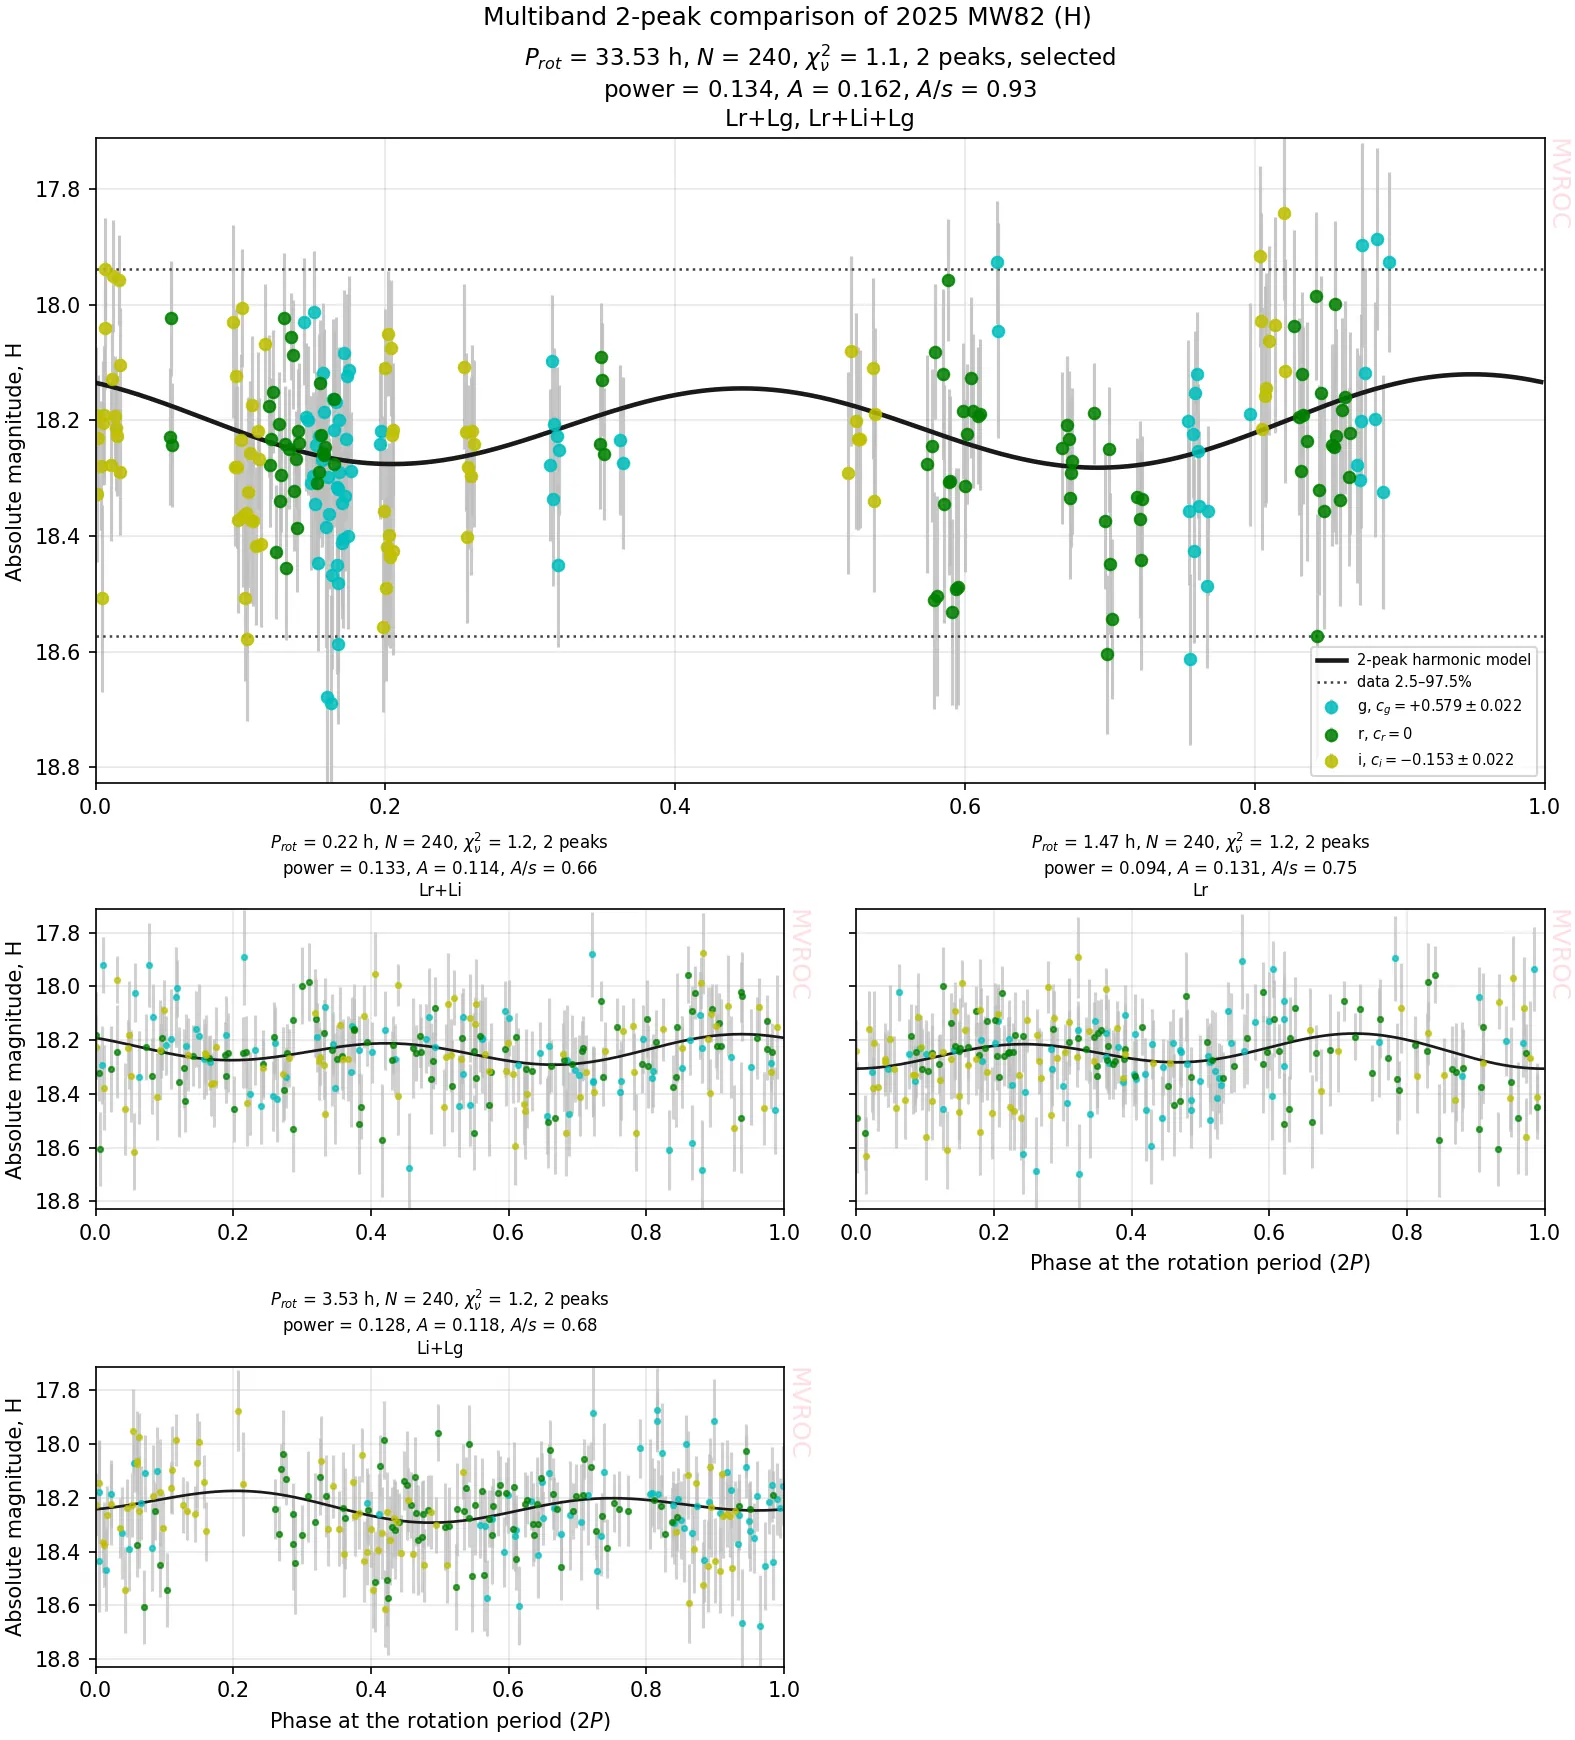 Multiband 2-peak comparison of 2025 MW82 (H)
P_rot = 33.53 h, N = 240, χ²_ν = 1.1, 2 peaks, selected
power = 0.134, A = 0.162, A/s = 0.93
Lr+Lg, Lr+Li+Lg
MVROC
Absolute magnitude, H
17.8
18.0
18.2
18.4
18.6
18.8
2-peak harmonic model
data 2.5–97.5%
g, c_g = +0.579 ± 0.022
r, c_r = 0
i, c_i = −0.153 ± 0.022
0.0 0.2 0.4 0.6 0.8 1.0
P_rot = 0.22 h, N = 240, χ²_ν = 1.2, 2 peaks
power = 0.133, A = 0.114, A/s = 0.66
Lr+Li
MVROC
Absolute magnitude, H
17.8
18.0
18.2
18.4
18.6
18.8
0.0 0.2 0.4 0.6 0.8 1.0
P_rot = 1.47 h, N = 240, χ²_ν = 1.2, 2 peaks
power = 0.094, A = 0.131, A/s = 0.75
Lr
MVROC
0.0 0.2 0.4 0.6 0.8 1.0
Phase at the rotation period (2P)
P_rot = 3.53 h, N = 240, χ²_ν = 1.2, 2 peaks
power = 0.128, A = 0.118, A/s = 0.68
Li+Lg
MVROC
Absolute magnitude, H
17.8
18.0
18.2
18.4
18.6
18.8
0.0 0.2 0.4 0.6 0.8 1.0
Phase at the rotation period (2P)